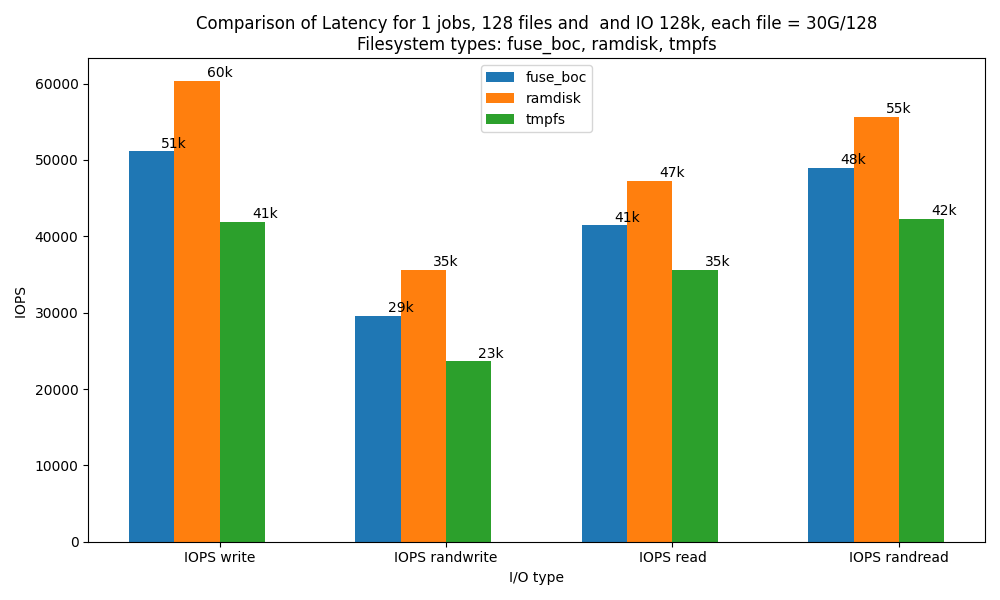 Comparison of Latency for 1 jobs, 128 files and  and IO 128k, each file = 30G/128
Filesystem types: fuse_boc, ramdisk, tmpfs
fuse_boc
ramdisk
tmpfs
IOPS
60000
50000
40000
30000
20000
10000
0
51k
60k
41k
29k
35k
23k
41k
47k
35k
48k
55k
42k
IOPS write
IOPS randwrite
IOPS read
IOPS randread
I/O type